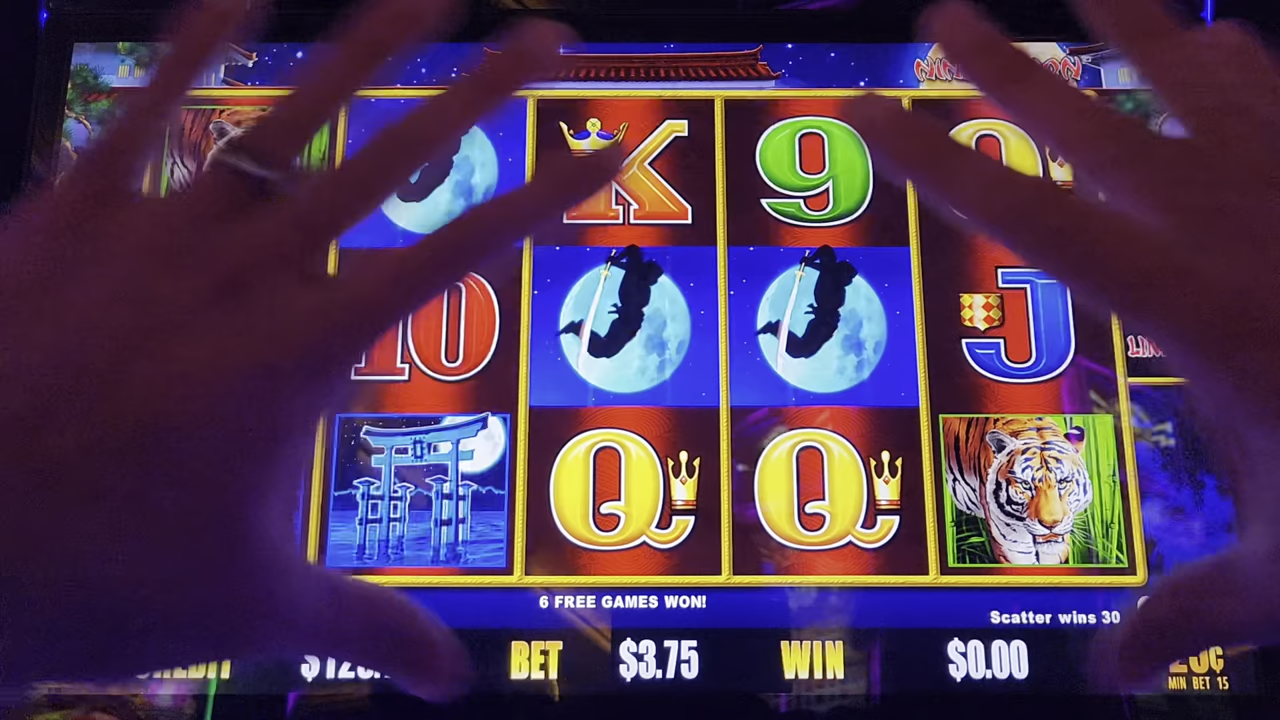 K 9 Q
10 J
Q Q
6 FREE GAMES WON!
Scatter wins 30
BET $3.75 WIN $0.00
MIN BET 15